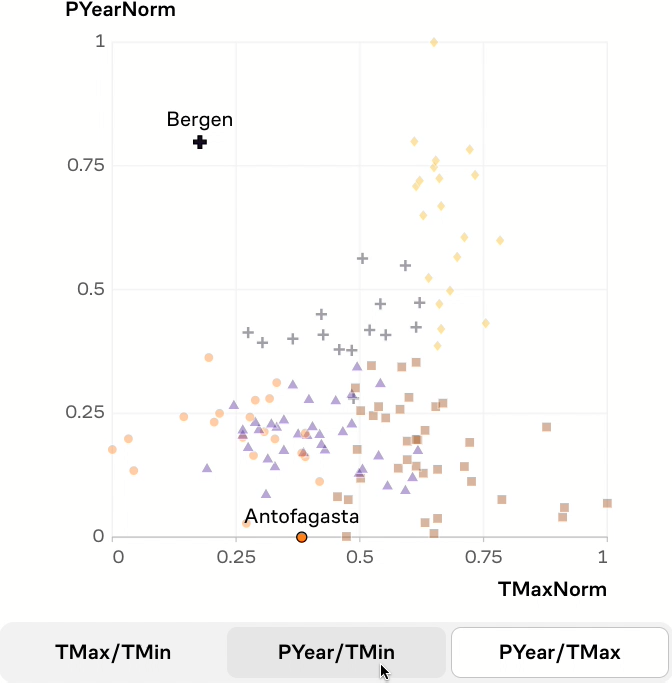 PYearNorm
1
Bergen
0.75
0.5
0.25
Antofagasta
0
0 0.25 0.5 0.75 1
TMaxNorm
TMax/TMin PYear/TMin PYear/TMax